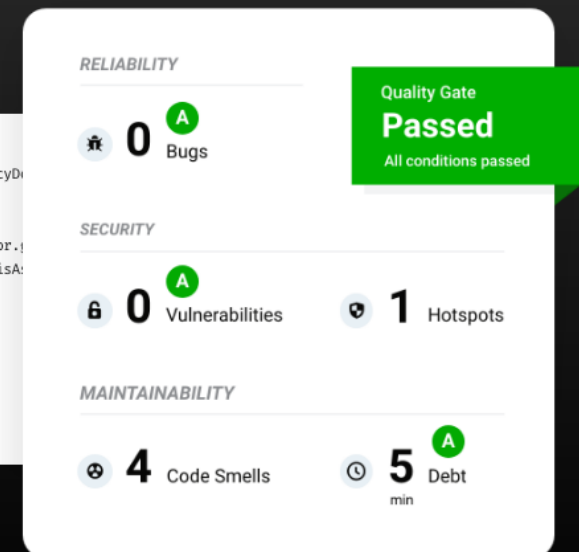 RELIABILITY
Quality Gate
Passed
All conditions passed
0
A
Bugs
SECURITY
0
A
Vulnerabilities
1
Hotspots
MAINTAINABILITY
4
Code Smells
5
min
A
Debt